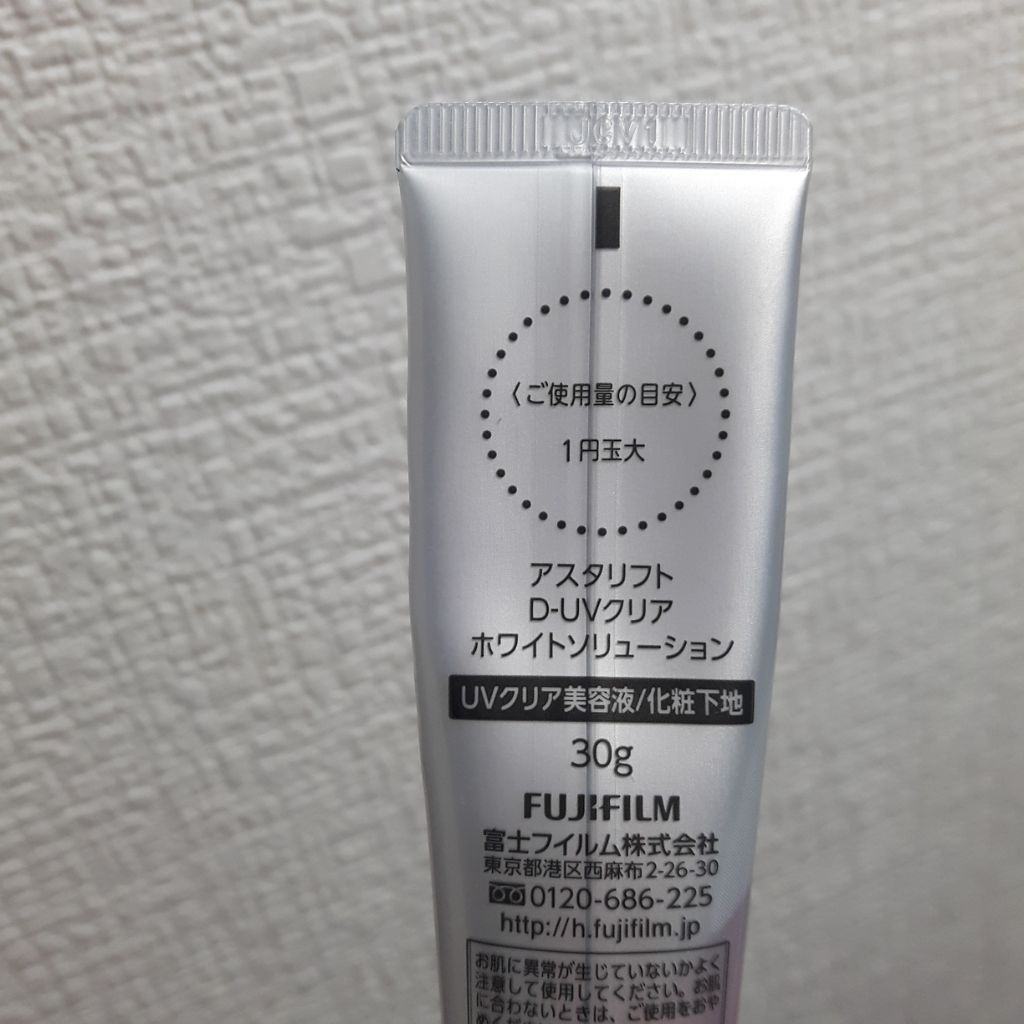 JCV1
〈ご使用量の目安〉
1円玉大
アスタリフト
D-UVクリア
ホワイトソリューション
UVクリア美容液/化粧下地
30g
FUJIFILM
富士フイルム株式会社
東京都港区西麻布2-26-30
0120-686-225
http://h.fujifilm.jp
お肌に異常が生じていないかよく
注意して使用してください。お肌
に合わないときは、ご使用をおや